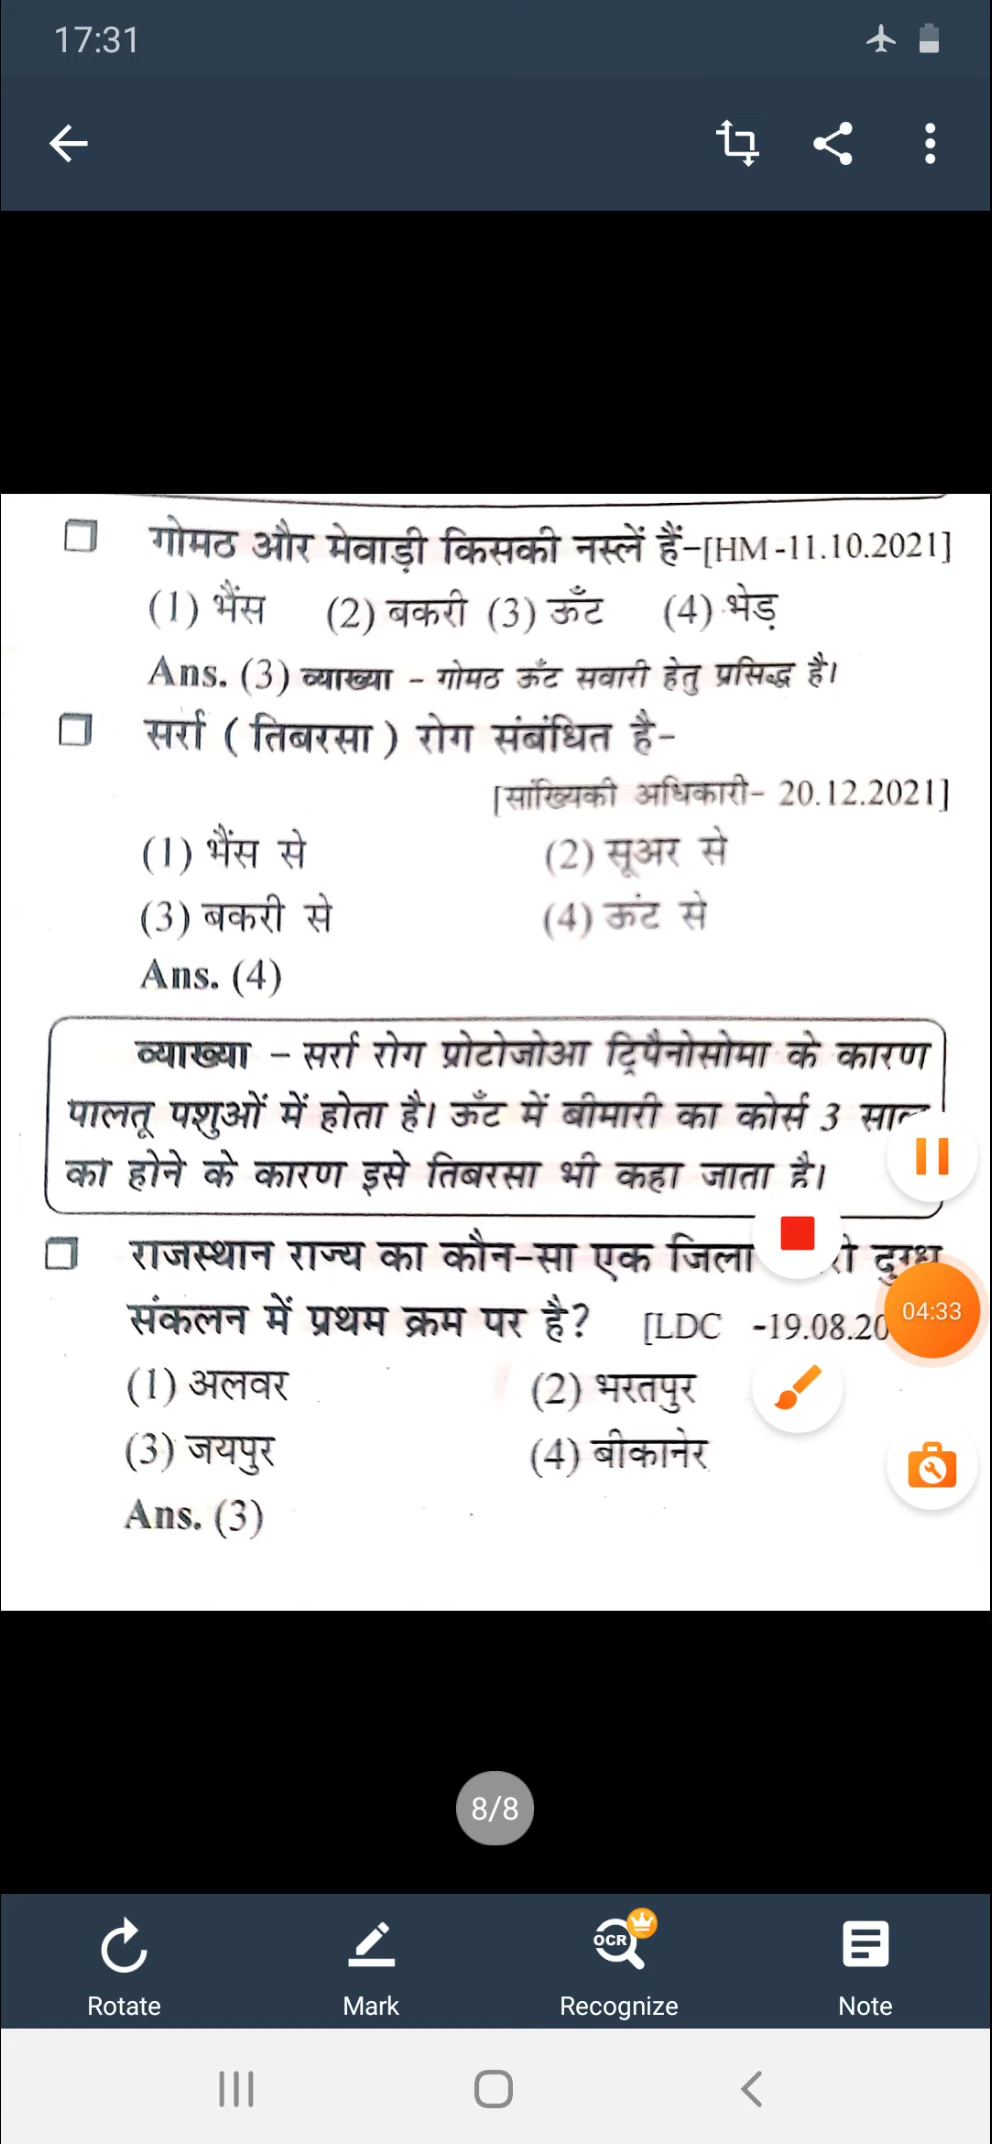 17:31
गोमठ और मेवाड़ी किसकी नस्लें हैं-[HM-11.10.2021]
(1) भैंस (2) बकरी (3) ऊँट (4) भेड़
Ans. (3) व्याख्या - गोमठ ऊँट सवारी हेतु प्रसिद्ध है।
सर्रा (तिबरसा) रोग संबंधित है-
[सांख्यिकी अधिकारी- 20.12.2021]
(1) भैंस से (2) सूअर से
(3) बकरी से (4) ऊंट से
Ans. (4)
व्याख्या - सर्रा रोग प्रोटोजोआ ट्रिपैनोसोमा के कारण
पालतू पशुओं में होता है। ऊँट में बीमारी का कोर्स 3 साल
का होने के कारण इसे तिबरसा भी कहा जाता है।
राजस्थान राज्य का कौन-सा एक जिला दुग्ध
संकलन में प्रथम क्रम पर है? [LDC -19.08.20
04:33
(1) अलवर (2) भरतपुर
(3) जयपुर (4) बीकानेर
Ans. (3)
8/8
OCR
Rotate Mark Recognize Note